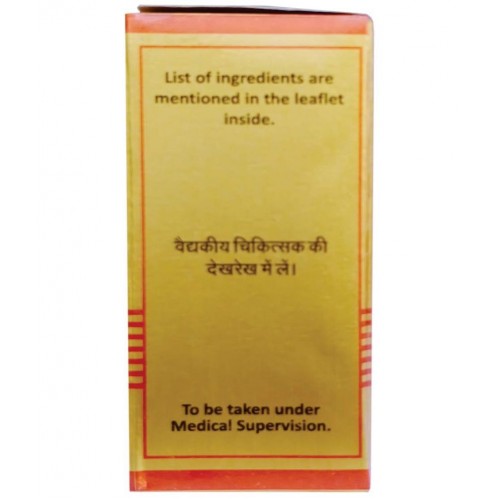 List of ingredients are
mentioned in the leaflet
inside.
वैद्यकीय चिकित्सक की
देखरेख में लें।
To be taken under
Medical Supervision.